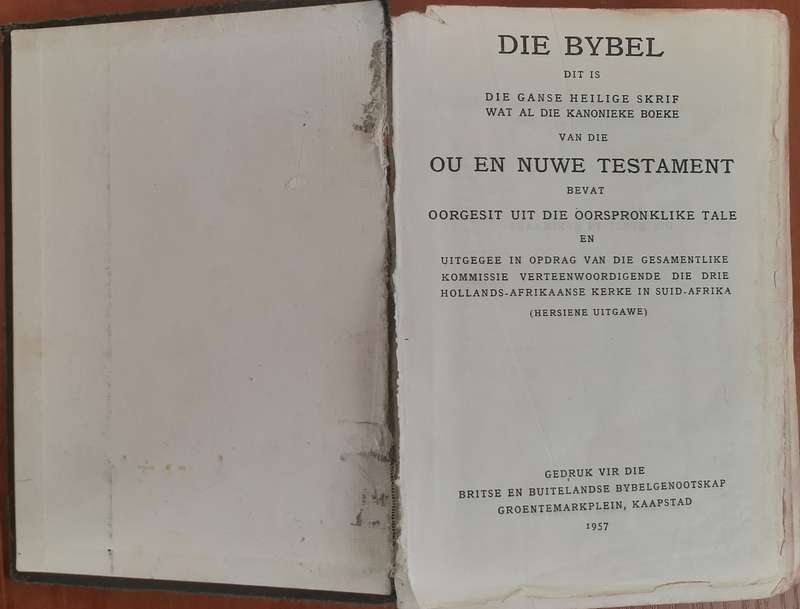 DIE BYBEL
DIT IS
DIE GANSE HEILIGE SKRIF
WAT AL DIE KANONIEKE BOEKE
VAN DIE
OU EN NUWE TESTAMENT
BEVAT
OORGESIT UIT DIE OORSPRONKLIKE TALE
EN
UITGEGEE IN OPDRAG VAN DIE GESAMENTLIKE
KOMMISSIE VERTEENWOORDIGENDE DIE DRIE
HOLLANDS-AFRIKAANSE KERKE IN SUID-AFRIKA
(HERSIENE UITGAWE)
GEDRUK VIR DIE
BRITSE EN BUITELANDSE BYBELGENOOTSKAP
GROENTEMARKPLEIN, KAAPSTAD
1957